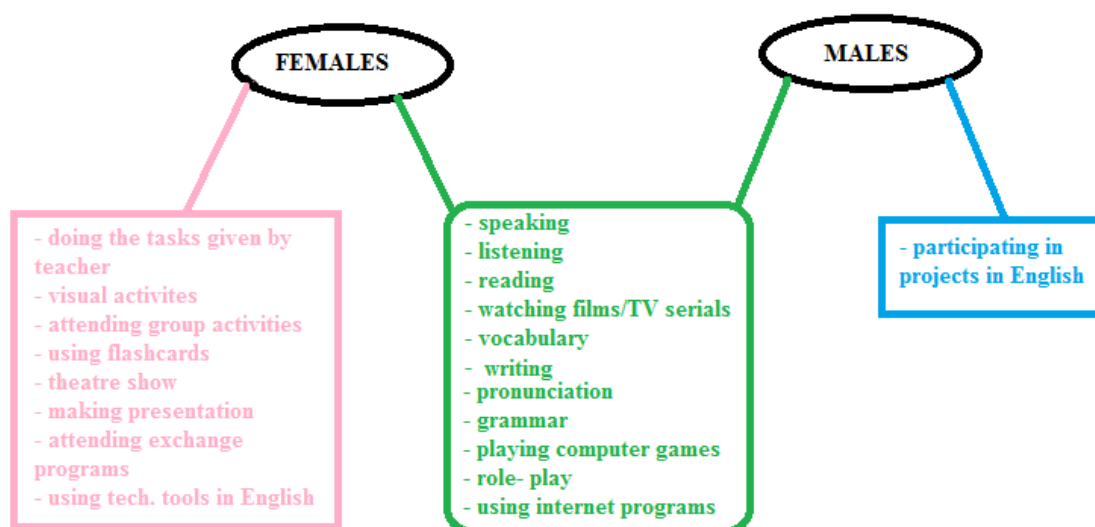 FEMALES
MALES
- doing the tasks given by
teacher
- visual activites
- attending group activities
- using flashcards
- theatre show
- making presentation
- attending exchange
programs
- using tech. tools in English
- speaking
- listening
- reading
- watching films/TV serials
- vocabulary
- writing
- pronunciation
- grammar
- playing computer games
- role- play
- using internet programs
- participating in
projects in English